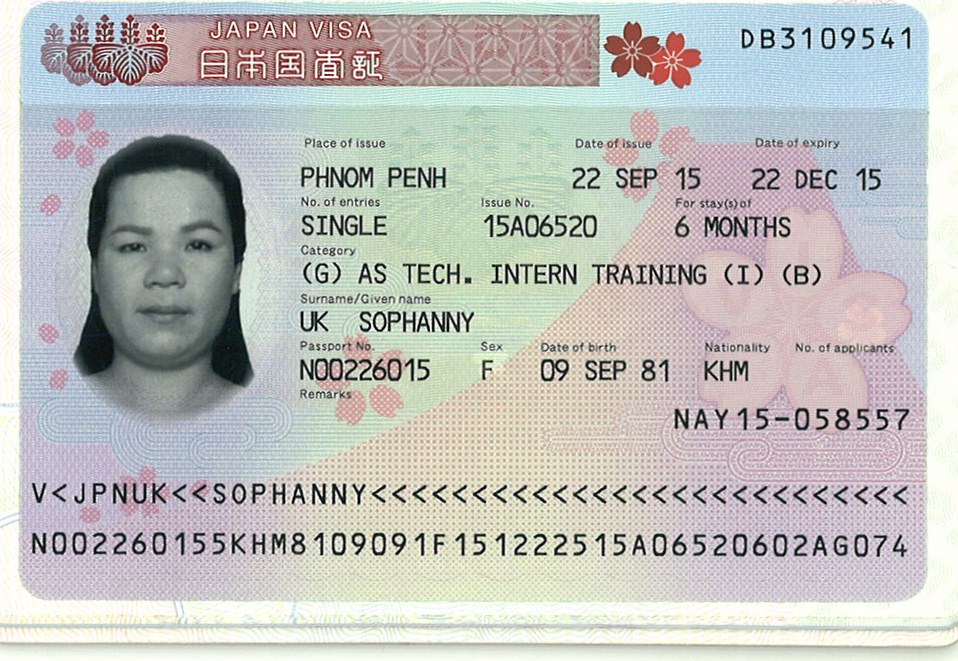 JAPAN VISA
日本国査証
DB3109541
Place of issue Date of issue Date of expiry
PHNOM PENH 22 SEP 15 22 DEC 15
No. of entries Issue No. For stay(s) of
SINGLE 15A06520 6 MONTHS
Category
(G) AS TECH. INTERN TRAINING (I) (B)
Surname/Given name
UK SOPHANNY
Passport No. Sex Date of birth Nationality No. of applicants
N00226015 F 09 SEP 81 KHM
Remarks
NAY15-058557
V<JPNUK<<SOPHANNY<<<<<<<<<<<<<<<<<<<<<<<<<<<
N002260155KHM8109091F151222515A06520602AG074